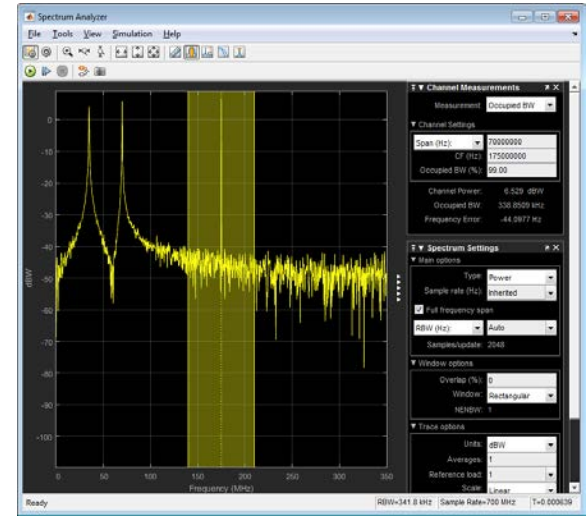 Spectrum Analyzer
File Tools View Simulation Help
Channel Measurements
Measurement: Occupied BW
Channel Settings
Span (Hz): 70000000
CF (Hz): 175000000
Occupied BW (%): 99.00
Channel Power: 6.529 dBW
Occupied BW: 338.8509 kHz
Frequency Error: -44.0977 Hz
Spectrum Settings
Main options
Type: Power
Sample rate (Hz): Inherited
Full frequency span
RBW (Hz): Auto
Samples/update: 2048
Window options
Overlap (%): 0
Window: Rectangular
NENBW: 1
Trace options
Units: dBW
Averages: 1
Reference load: 1
Scale: Linear
0
-10
-20
-30
-40
-50
-60
-70
-80
-90
-100
dBW
0 50 100 150 200 250 300 350
Frequency (MHz)
Ready RBW=341.8 kHz Sample Rate=700 MHz T=0.000639